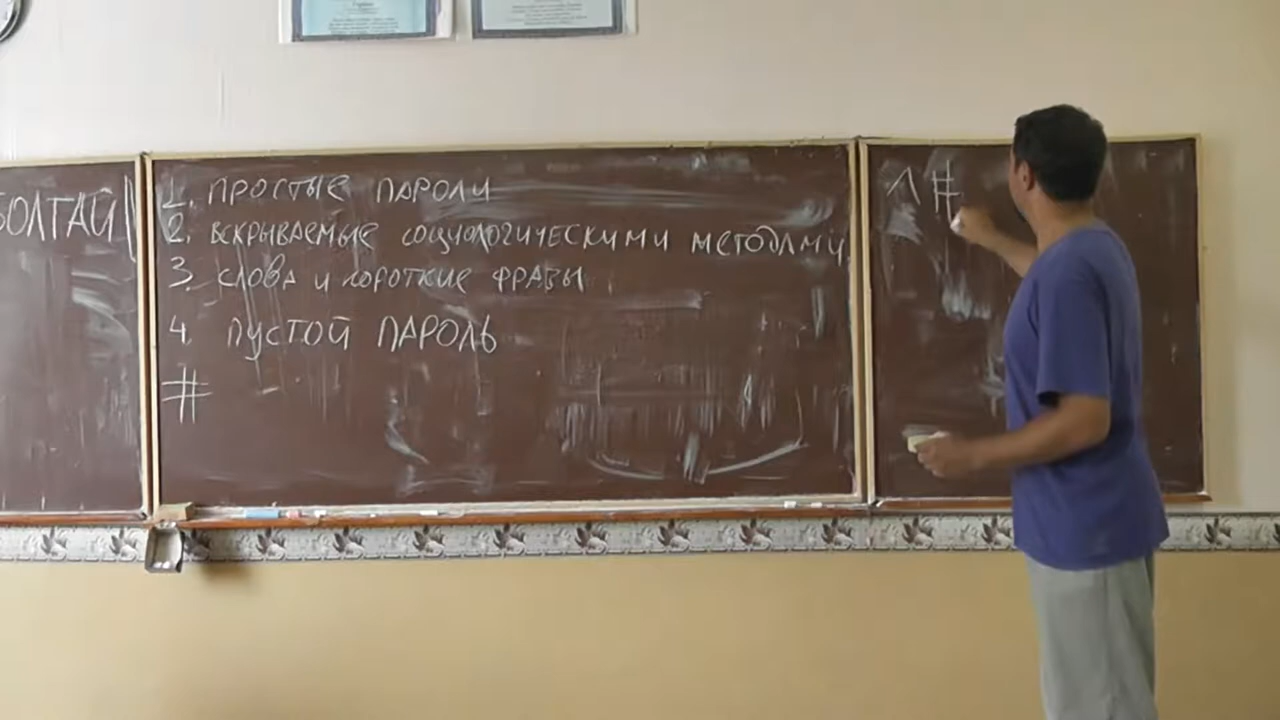 БОЛТАЙ
1. ПРОСТЫЕ ПАРОЛИ
2. ВСКРЫВАЕМЫЕ СОЦИОЛОГИЧЕСКИМИ МЕТОДАМИ
3. СЛОВА И КОРОТКИЕ ФРАЗЫ
4. ПУСТОЙ ПАРОЛЬ
#
^ #